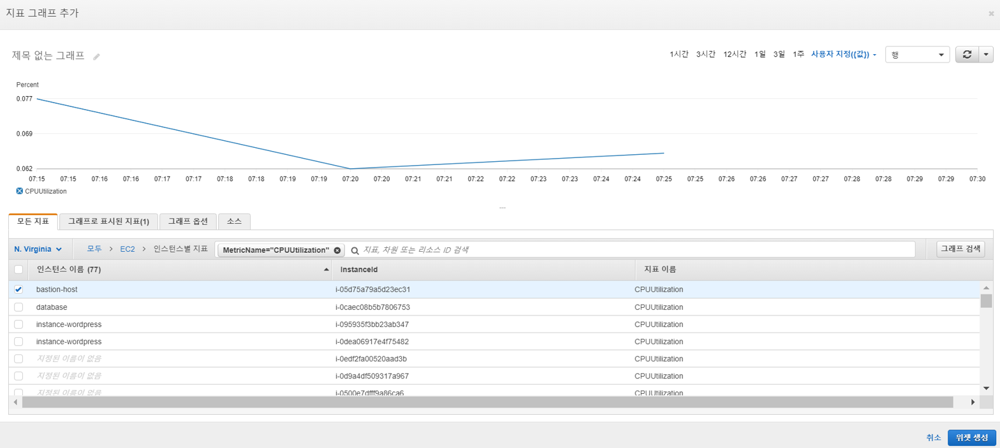 지표 그래프 추가
제목 없는 그래프
1시간 3시간 12시간 1일 3일 1주 사용자 지정({값}) 행
Percent
0.077
0.069
0.062
07:15 07:15 07:16 07:16 07:17 07:17 07:18 07:18 07:19 07:19 07:20 07:20 07:21 07:21 07:22 07:22 07:23 07:23 07:24 07:24 07:25 07:25 07:26 07:26 07:27 07:27 07:28 07:28 07:29 07:29 07:30
CPUUtilization
모든 지표 그래프로 표시된 지표(1) 그래프 옵션 소스
N. Virginia 모두 > EC2 > 인스턴스별 지표 MetricName="CPUUtilization" 지표, 차원 또는 리소스 ID 검색 그래프 검색
인스턴스 이름 (77) InstanceId 지표 이름
bastion-host i-05d75a79a5d23ec31 CPUUtilization
database i-0caec08b5b7806753 CPUUtilization
instance-wordpress i-095935f3bb23ab347 CPUUtilization
instance-wordpress i-0dea06917e4f75482 CPUUtilization
지정된 이름이 없음 i-0edf2fa00520aad3b CPUUtilization
지정된 이름이 없음 i-0d9a4df509317a967 CPUUtilization
지정된 이름이 없음 i-0500e7dfff9a86ca6 CPUUtilization
취소 위젯 생성